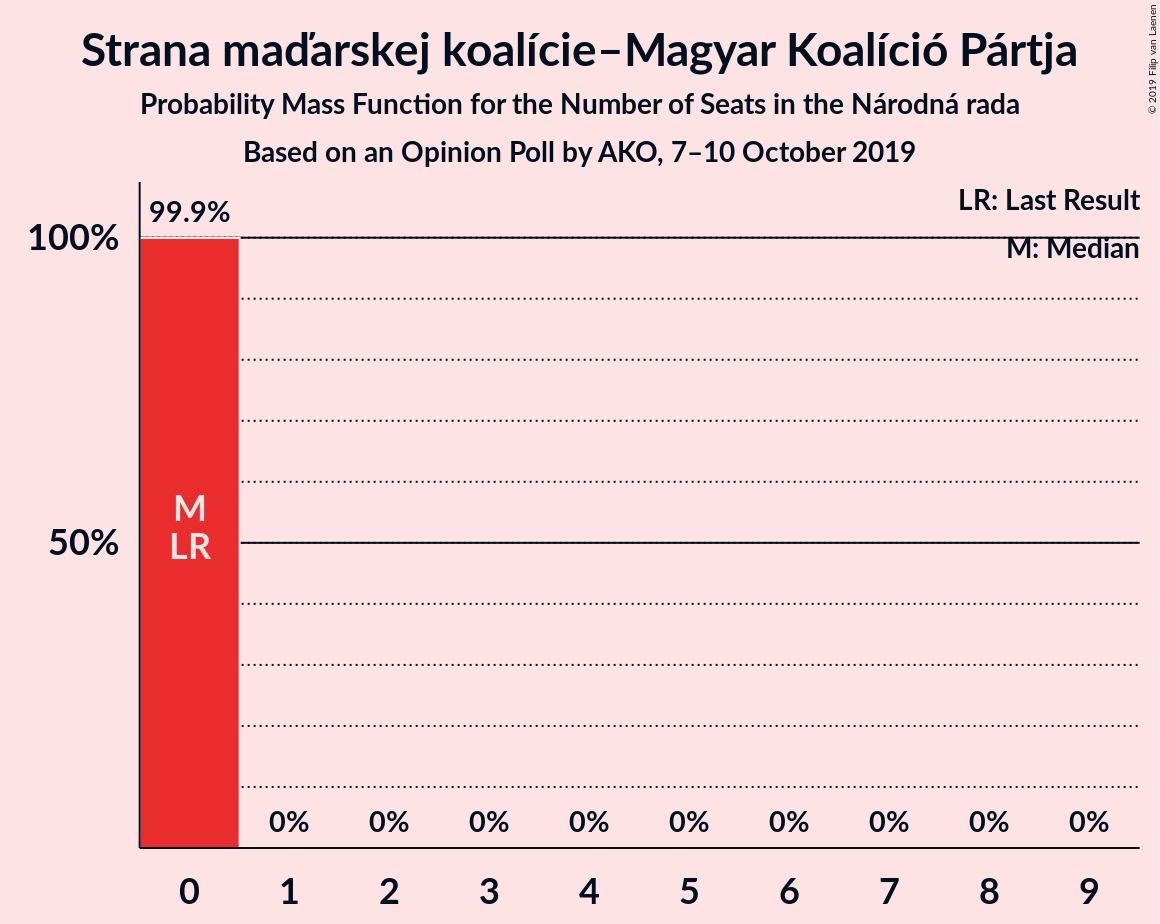 Strana maďarskej koalície–Magyar Koalíció Pártja
Probability Mass Function for the Number of Seats in the Národná rada
Based on an Opinion Poll by AKO, 7–10 October 2019
© 2019 Filip van Laenen
LR: Last Result
M: Median
99.9%
100%
50%
M
LR
0% 0% 0% 0% 0% 0% 0% 0% 0%
0 1 2 3 4 5 6 7 8 9